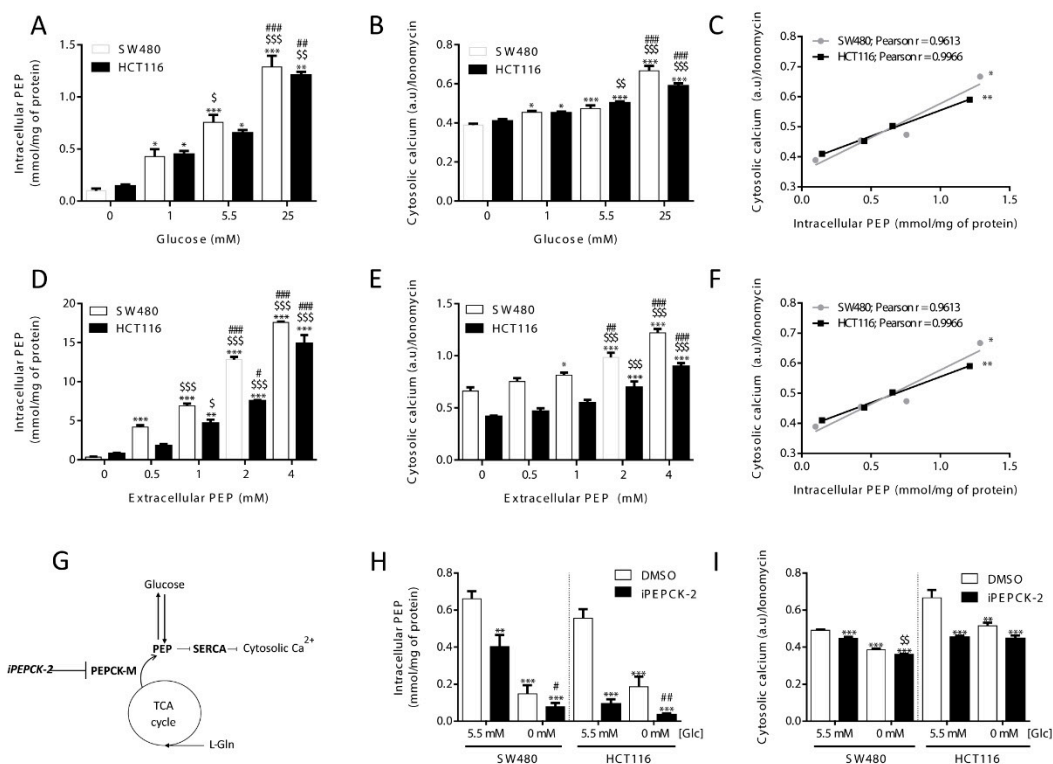 A
SW480
HCT116
Intracellular PEP
(mmol/mg of protein)
1.5
1.0
0.5
0.0
* * $ *** * ### $$$ *** ## $$ **
0 1 5.5 25
Glucose (mM)
B
SW480
HCT116
Cytosolic calcium (a.u)/Ionomycin
0.8
0.6
0.4
0.2
0.0
* * *** $$ *** ### $$$ *** ### $$$ ***
0 1 5.5 25
Glucose (mM)
C
SW480; Pearson r = 0.9613
HCT116; Pearson r = 0.9966
Cytosolic calcium (a.u)/Ionomycin
0.8
0.7
0.6
0.5
0.4
0.3
*
**
0.0 0.5 1.0 1.5
Intracellular PEP (mmol/mg of protein)
D
SW480
HCT116
Intracellular PEP
(mmol/mg of protein)
20
15
10
5
0
*** $$$ *** $ ** ### $$$ *** # $$$ *** ### $$$ *** ### $$$ ***
0 0.5 1 2 4
Extracellular PEP (mM)
E
SW480
HCT116
Cytosolic calcium (a.u)/Ionomycin
1.5
1.0
0.5
0.0
* ## $$$ *** $$$ *** ### $$$ *** ### $$$ ***
0 0.5 1 2 4
Extracellular PEP (mM)
F
SW480; Pearson r = 0.9613
HCT116; Pearson r = 0.9966
Cytosolic calcium (a.u)/Ionomycin
0.8
0.7
0.6
0.5
0.4
0.3
*
**
0.0 0.5 1.0 1.5
Intracellular PEP (mmol/mg of protein)
G
Glucose
PEP SERCA Cytosolic Ca2+
iPEPCK-2 PEPCK-M
TCA
cycle
L-Gln
H
DMSO
iPEPCK-2
Intracellular PEP
(mmol/mg of protein)
0.8
0.6
0.4
0.2
0.0
** *** # *** *** *** ## ***
5.5 mM 0 mM 5.5 mM 0 mM [Glc]
SW480 HCT116
I
DMSO
iPEPCK-2
Cytosolic calcium (a.u)/Ionomycin
0.8
0.6
0.4
0.2
0.0
*** *** $$ *** *** ** ***
5.5 mM 0 mM 5.5 mM 0 mM [Glc]
SW480 HCT116